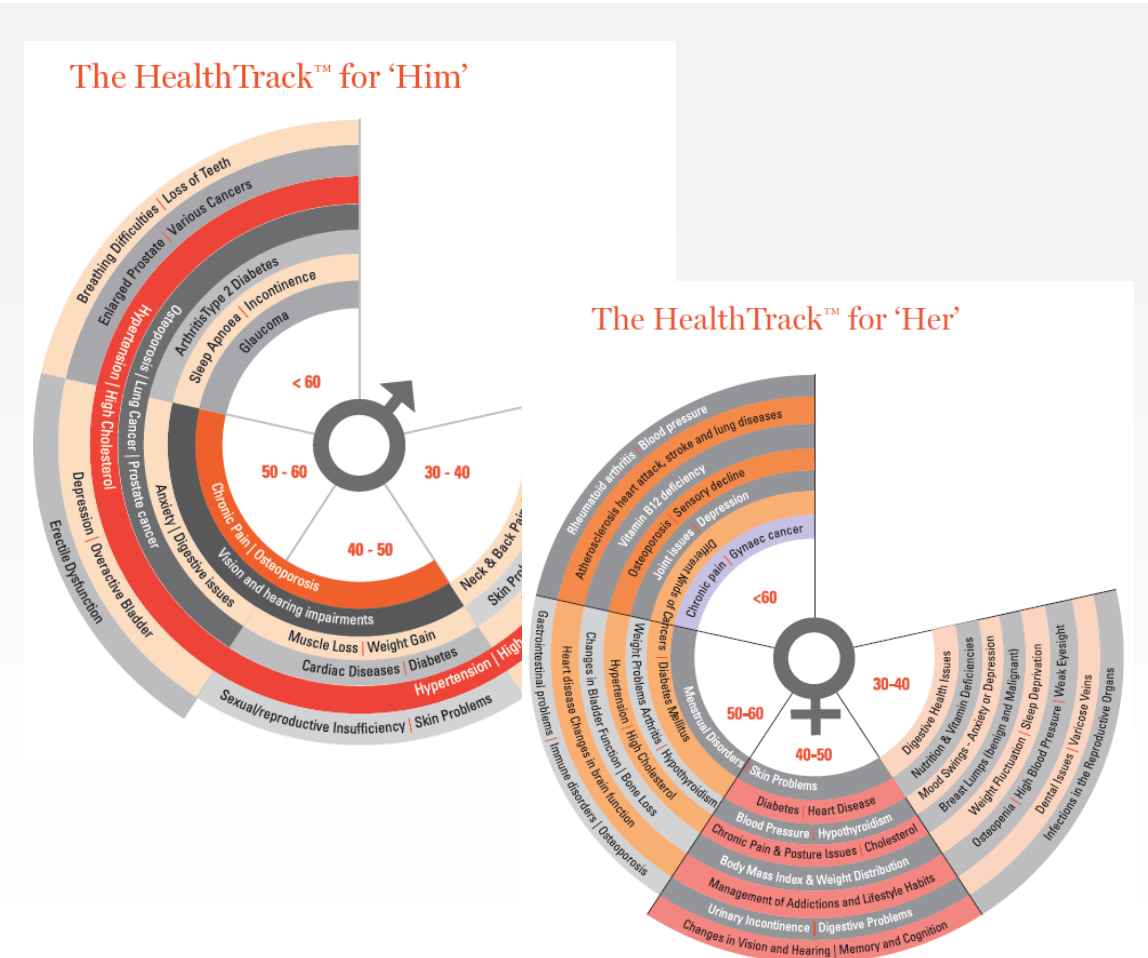 The HealthTrack™ for ‘Him’
Breathing Difficulties | Loss of Teeth
Enlarged Prostate | Various Cancers
Hypertension | High Cholesterol
Osteoporosis | Lung Cancer | Prostate cancer
ArthritisType 2 Diabetes
Sleep Apnoea | Incontinence
Glaucoma
< 60
50 - 60
30 - 40
40 - 50
Erectile Dysfunction
Depression | Overactive Bladder
Anxiety | Digestive issues
Chronic Pain | Osteoporosis
Vision and hearing impairments
Muscle Loss | Weight Gain
Cardiac Diseases | Diabetes
Hypertension | High
Sexual/reproductive Insufficiency | Skin Problems
Neck & Back Pain
Skin
The HealthTrack™ for ‘Her’
Rheumatoid arthritis | Blood pressure
Atherosclerosis heart attack, stroke and lung diseases
Vitamin B12 deficiency
Osteoporosis | Sensory decline
Joint issues | Depression
Different Kinds of Cancers | Diabetes Mellitus
Chronic pain | Gynaec cancer
<60
50-60
30-40
40-50
Gastrointestinal problems | Immune disorders | Osteoporosis
Heart disease Changes in brain function
Changes in Bladder Function | Bone Loss
Hypertension | High Cholesterol
Weight Problems Arthritis | Hypothyroidism
Menstrual Disorders | Skin Problems
Diabetes | Heart Disease
Blood Pressure | Hypothyroidism
Chronic Pain & Posture Issues | Cholesterol
Body Mass Index & Weight Distribution
Management of Addictions and Lifestyle Habits
Urinary Incontinence | Digestive Problems
Changes in Vision and Hearing | Memory and Cognition
Digestive Health Issues
Nutrition & Vitamin Deficiencies
Mood Swings - Anxiety or Depression
Breast Lumps (benign and Malignant)
Weight Fluctuation | Sleep Deprivation
Osteopenia | High Blood Pressure | Weak Eyesight
Dental Issues | Varicose Veins
Infections in the Reproductive Organs